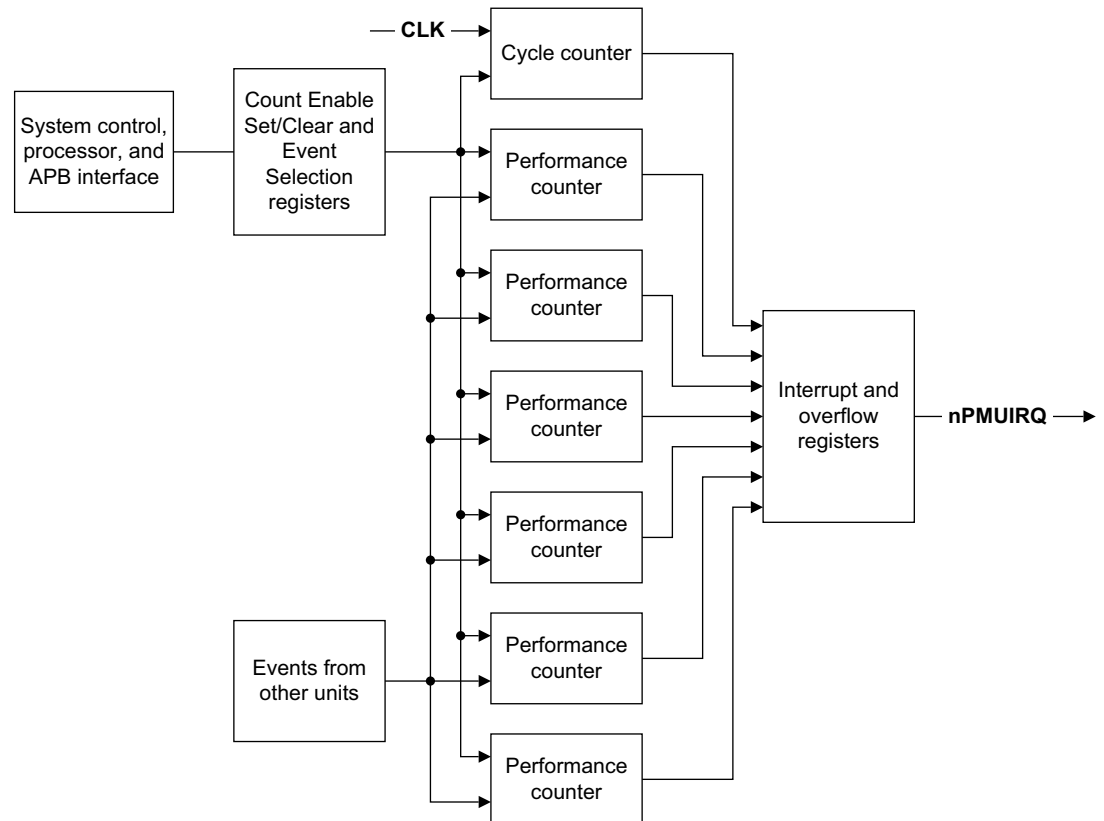 CLK
Cycle counter
System control,
processor, and
APB interface
Count Enable
Set/Clear and
Event
Selection
registers
Performance
counter
Performance
counter
Performance
counter
Performance
counter
Performance
counter
Performance
counter
Events from
other units
Interrupt and
overflow
registers
nPMUIRQ